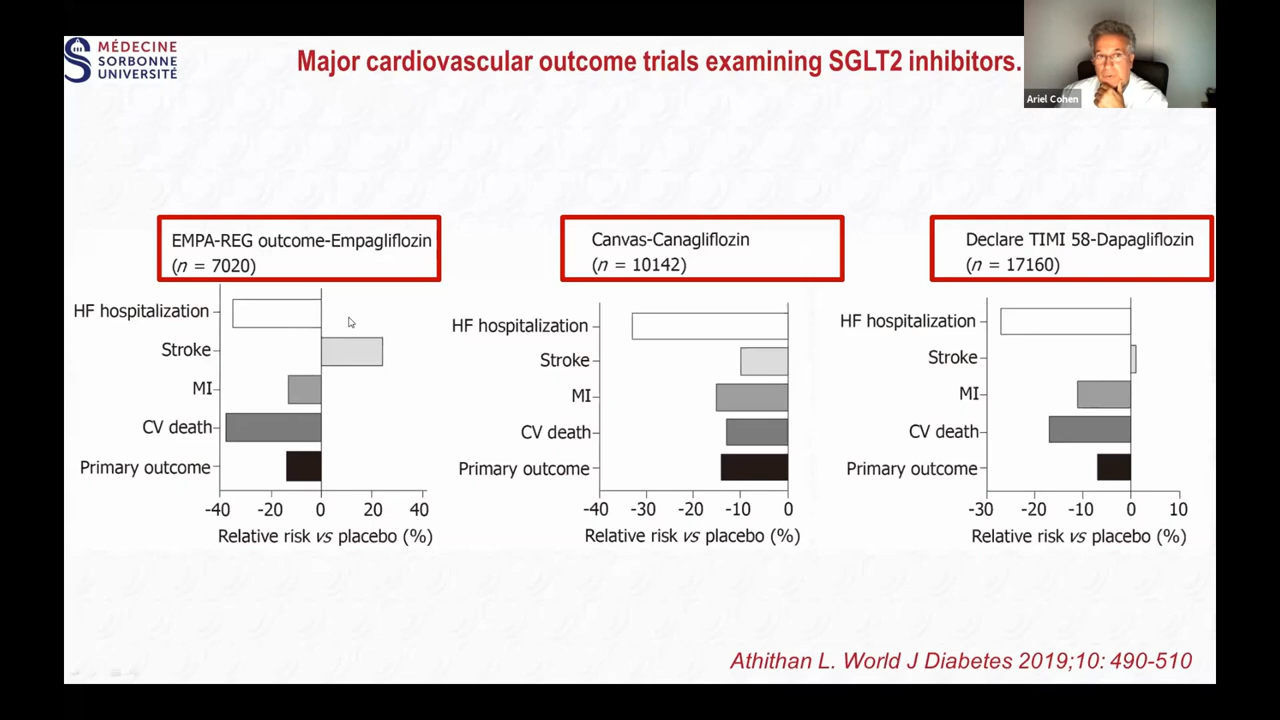 MÉDECINE
SORBONNE
UNIVERSITÉ
Major cardiovascular outcome trials examining SGLT2 inhibitors.
Ariel Cohen
EMPA-REG outcome-Empagliflozin
(n = 7020)
HF hospitalization
Stroke
MI
CV death
Primary outcome
-40 -20 0 20 40
Relative risk vs placebo (%)
Canvas-Canagliflozin
(n = 10142)
HF hospitalization
Stroke
MI
CV death
Primary outcome
-40 -30 -20 -10 0
Relative risk vs placebo (%)
Declare TIMI 58-Dapagliflozin
(n = 17160)
HF hospitalization
Stroke
MI
CV death
Primary outcome
-30 -20 -10 0 10
Relative risk vs placebo (%)
Athithan L. World J Diabetes 2019;10: 490-510